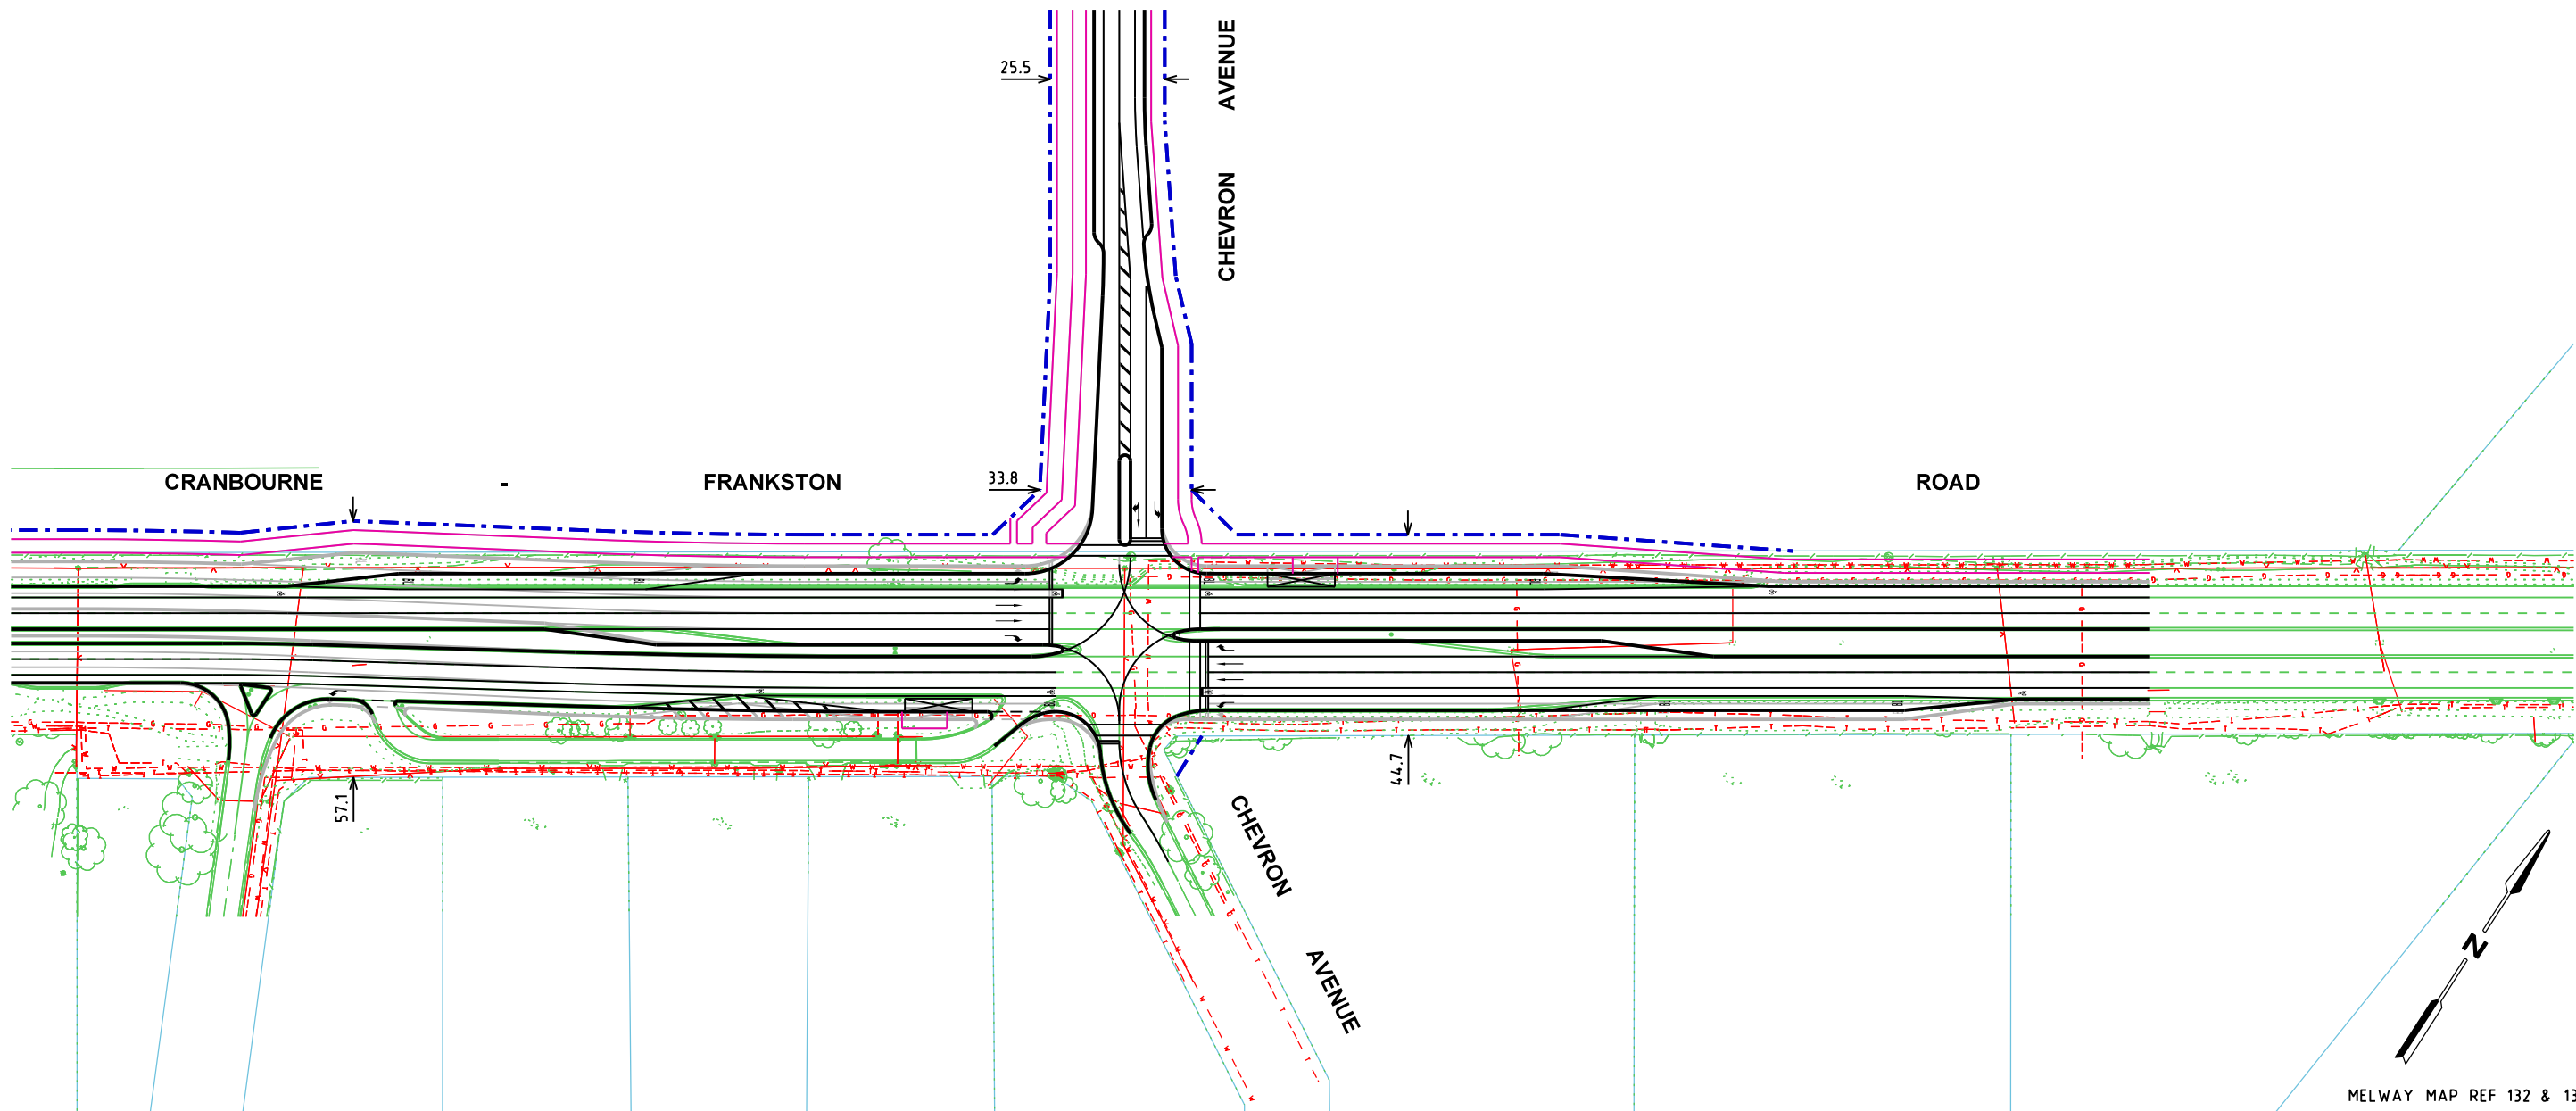 CHEVRON AVENUE
25.5
CRANBOURNE - FRANKSTON ROAD
33.8
57.1
44.7
CHEVRON
AVENUE
N
MELWAY MAP REF 132 &